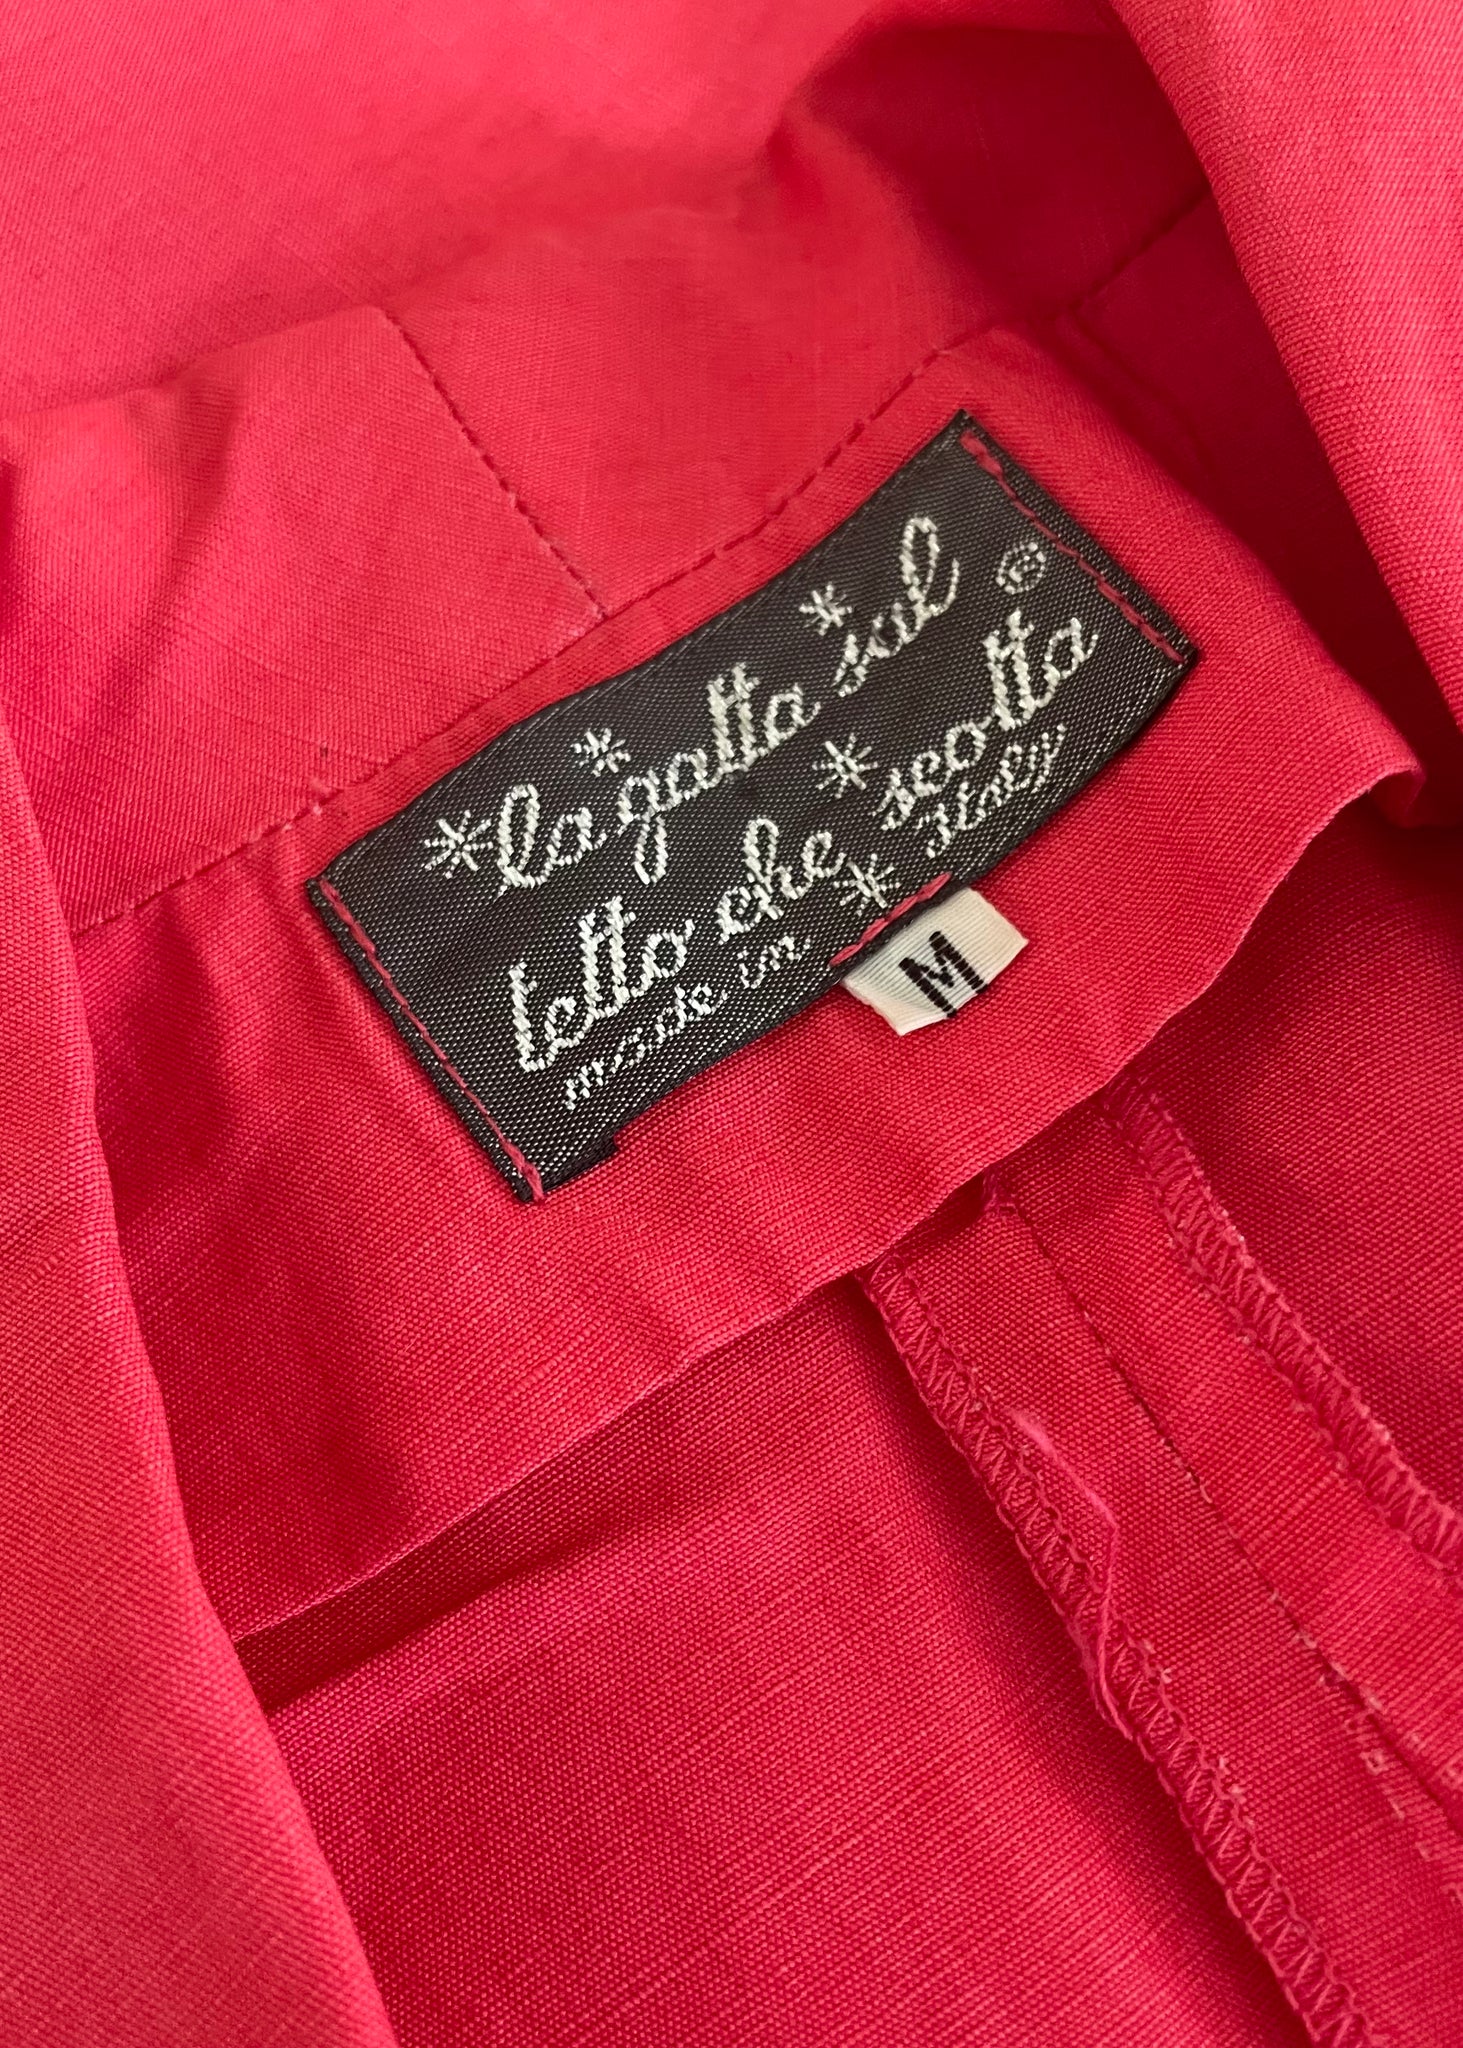 la gatta sul ®
tetto che scotta
made in Italy
M